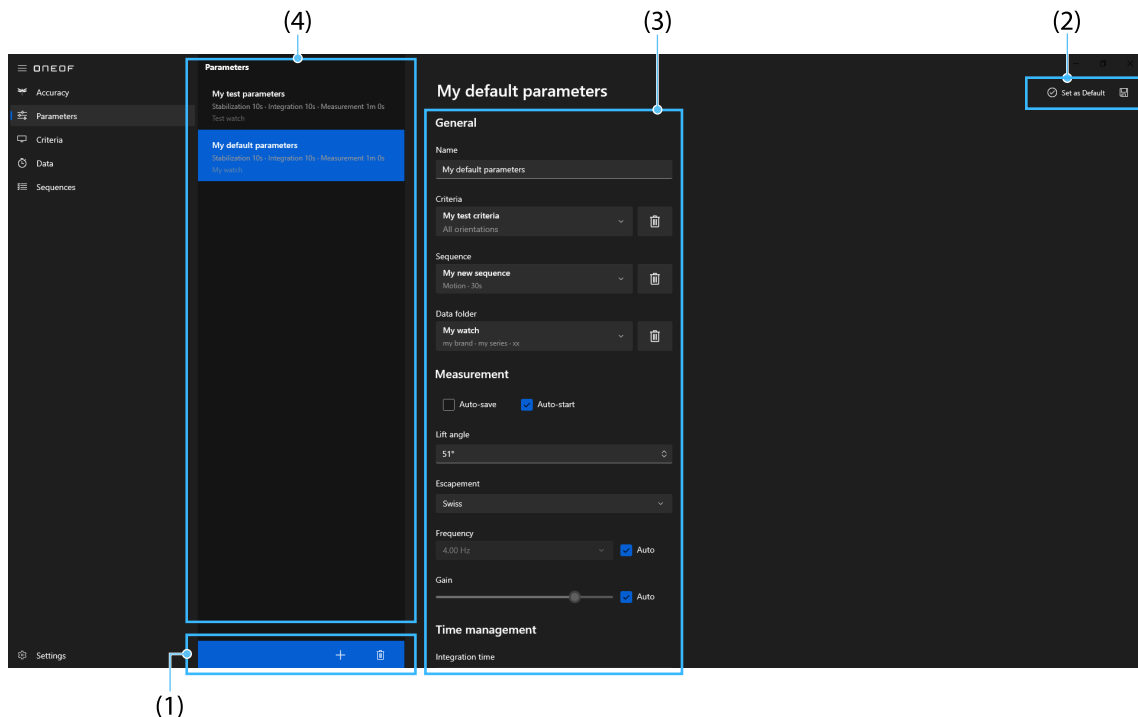 (4)
(3)
(2)
ONEOF
Accuracy
Parameters
Criteria
Data
Sequences
Settings
Parameters
My test parameters
Stabilization 10s - Integration 10s - Measurement 1m 0s
Test watch
My default parameters
Stabilization 10s - Integration 10s - Measurement 1m 0s
My watch
My default parameters
Set as Default
General
Name
My default parameters
Criteria
My test criteria
All orientations
Sequence
My new sequence
Motion - 30s
Data folder
My watch
my brand - my series - xx
Measurement
Auto-save Auto-start
Lift angle
51°
Escapement
Swiss
Frequency
4.00 Hz Auto
Gain
Auto
Time management
Integration time
(1)